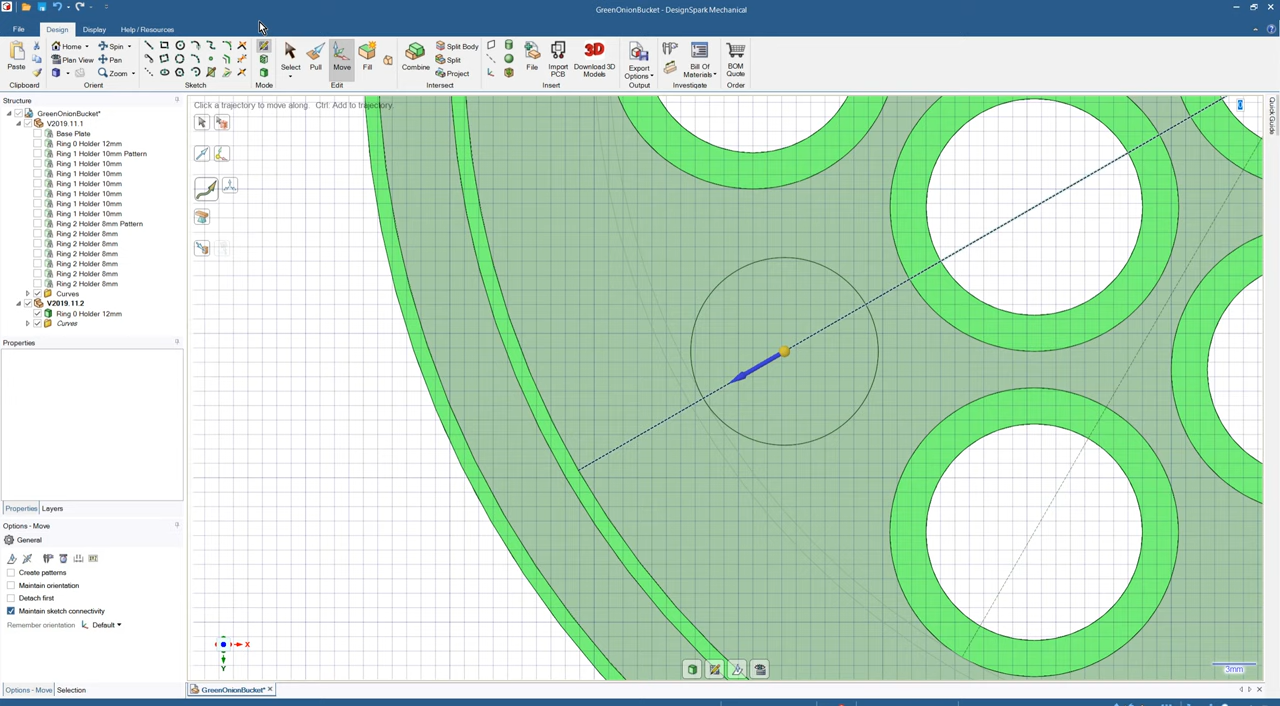 GreenOnionBucket - DesignSpark Mechanical
File
Design
Display
Help / Resources
Paste
Clipboard
Home
Spin
Plan View
Pan
Zoom
Orient
Sketch
Mode
Select
Pull
Move
Fill
Edit
Combine
Split Body
Split
Project
Intersect
File
Import PCB
Download 3D Models
Insert
Export Options
Output
Bill Of Materials
Investigate
BOM Quote
Order
Structure
GreenOnionBucket*
V2019.11.1
Base Plate
Ring 0 Holder 12mm
Ring 1 Holder 10mm Pattern
Ring 1 Holder 10mm
Ring 1 Holder 10mm
Ring 1 Holder 10mm
Ring 1 Holder 10mm
Ring 1 Holder 10mm
Ring 1 Holder 10mm
Ring 2 Holder 8mm Pattern
Ring 2 Holder 8mm
Ring 2 Holder 8mm
Ring 2 Holder 8mm
Ring 2 Holder 8mm
Ring 2 Holder 8mm
Ring 2 Holder 8mm
Curves
V2019.11.2
Ring 0 Holder 12mm
Curves
Properties
Properties
Layers
Options - Move
General
Create patterns
Maintain orientation
Detach first
Maintain sketch connectivity
Remember orientation
Default
Options - Move
Selection
Click a trajectory to move along. Ctrl: Add to trajectory.
Quick Guide
0
X
Y
3mm
GreenOnionBucket*